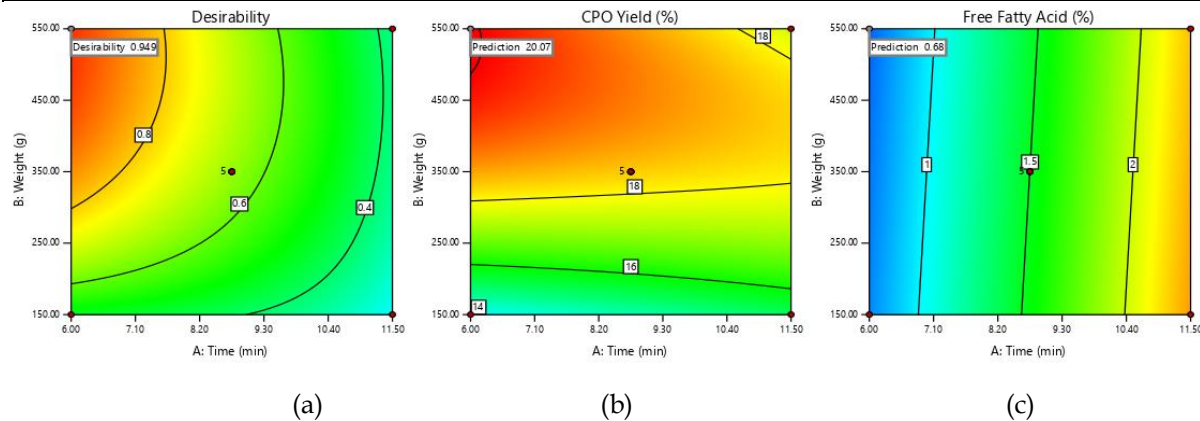 Desirability
550.00
450.00
350.00
250.00
150.00
B: Weight (g)
Desirability 0.949
0.8
5
0.6
0.4
6.00 7.10 8.20 9.30 10.40 11.50
A: Time (min)
CPO Yield (%)
550.00
450.00
350.00
250.00
150.00
B: Weight (g)
Prediction 20.07
18
5
18
16
14
6.00 7.10 8.20 9.30 10.40 11.50
A: Time (min)
Free Fatty Acid (%)
550.00
450.00
350.00
250.00
150.00
B: Weight (g)
Prediction 0.68
1
1.5
5
2
6.00 7.10 8.20 9.30 10.40 11.50
A: Time (min)
(a) (b) (c)